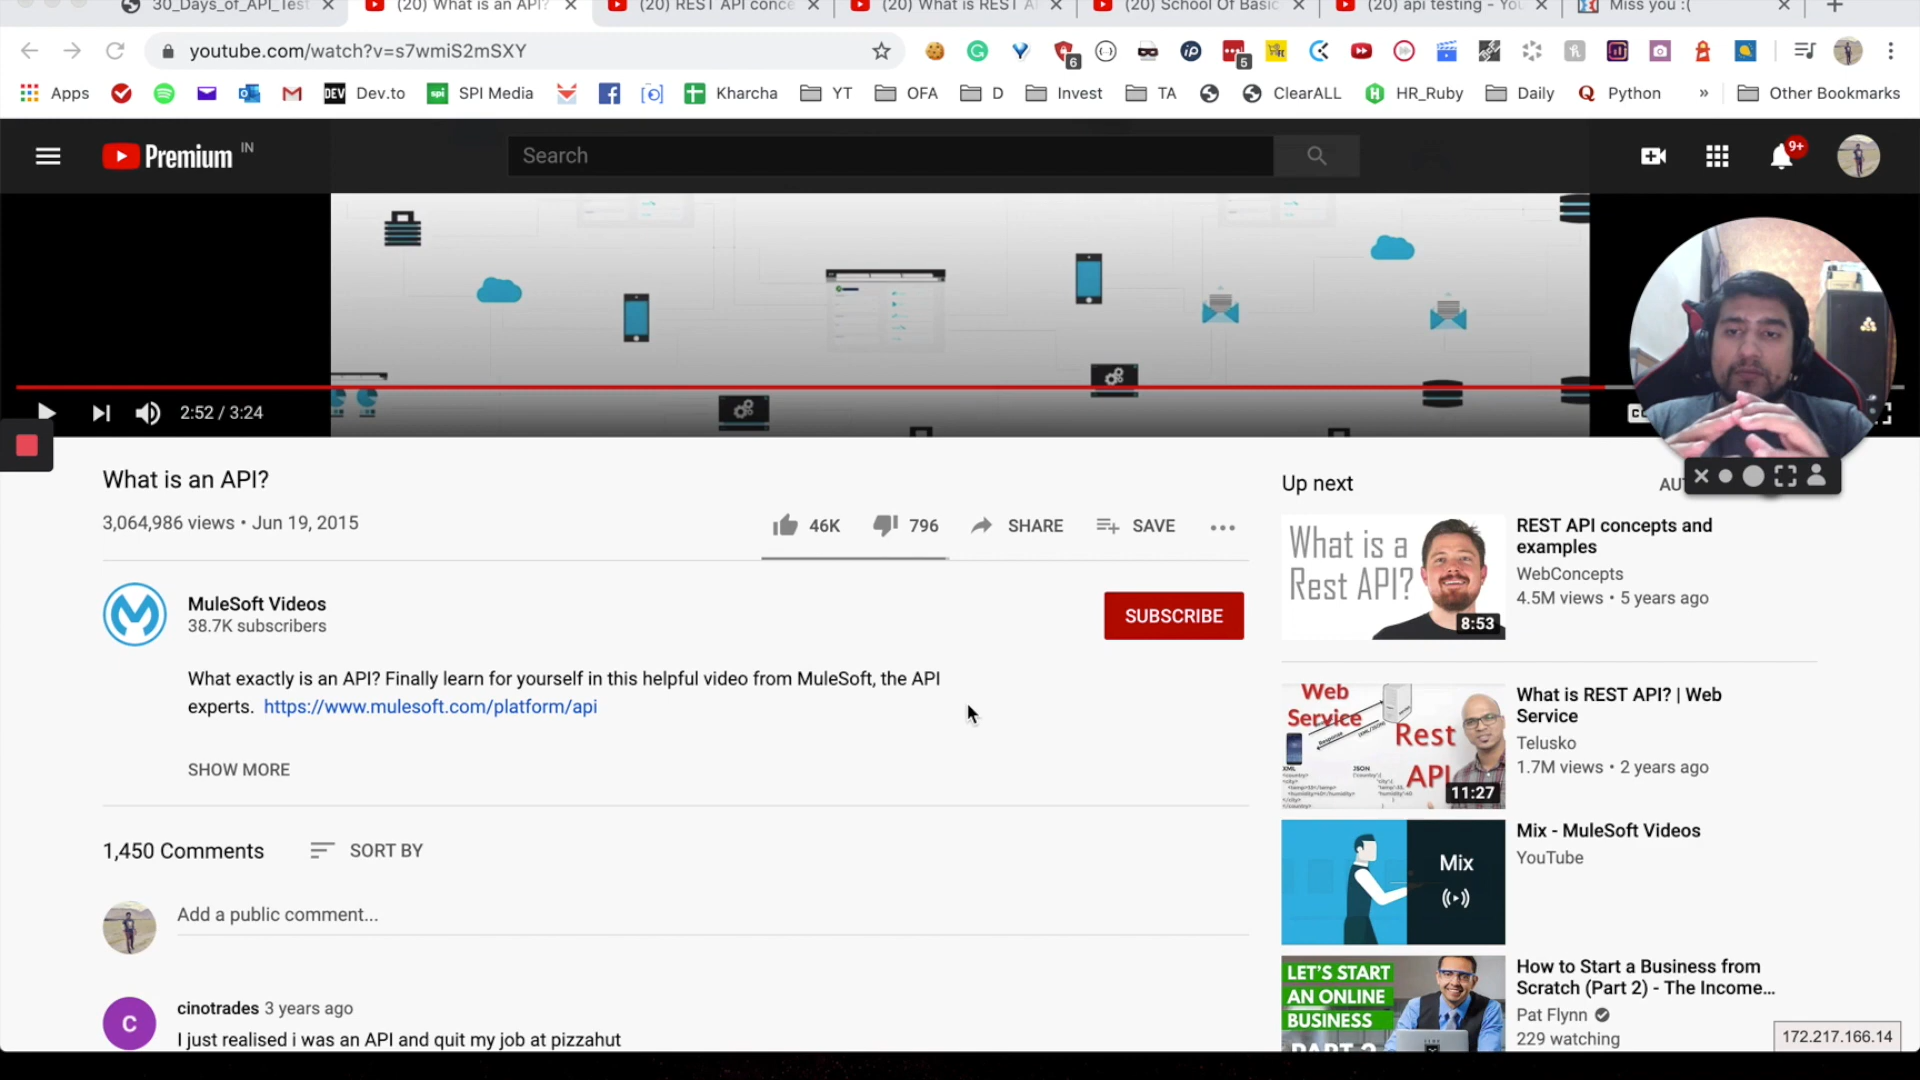 30_Days_of_API_Test
(20) What is an API?
(20) REST API conce
(20) What is REST A
(20) School Of Basic
(20) api testing - You
Miss you :(
youtube.com/watch?v=s7wmiS2mSXY
6
5
Apps
DEV Dev.to
spi SPI Media
Kharcha
YT
OFA
D
Invest
TA
ClearALL
HR_Ruby
Daily
Python
»
Other Bookmarks
Premium IN
Search
9+
2:52 / 3:24
What is an API?
3,064,986 views • Jun 19, 2015
46K
796
SHARE
SAVE
MuleSoft Videos
38.7K subscribers
SUBSCRIBE
What exactly is an API? Finally learn for yourself in this helpful video from MuleSoft, the API
experts. https://www.mulesoft.com/platform/api
SHOW MORE
1,450 Comments
SORT BY
Add a public comment...
C
cinotrades 3 years ago
I just realised i was an API and quit my job at pizzahut
Up next
What is a
Rest API?
8:53
REST API concepts and
examples
WebConcepts
4.5M views • 5 years ago
Web
Service
Rest
API
11:27
What is REST API? | Web
Service
Telusko
1.7M views • 2 years ago
Mix
Mix - MuleSoft Videos
YouTube
LET'S START
AN ONLINE
BUSINESS
PART 2
How to Start a Business from
Scratch (Part 2) - The Income...
Pat Flynn
229 watching
172.217.166.14